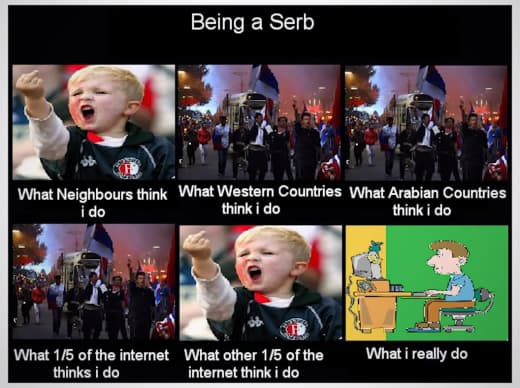 Being a Serb
What Neighbours think
i do
What Western Countries
think i do
What Arabian Countries
think i do
What 1/5 of the internet
thinks i do
What other 1/5 of the
internet think i do
What i really do